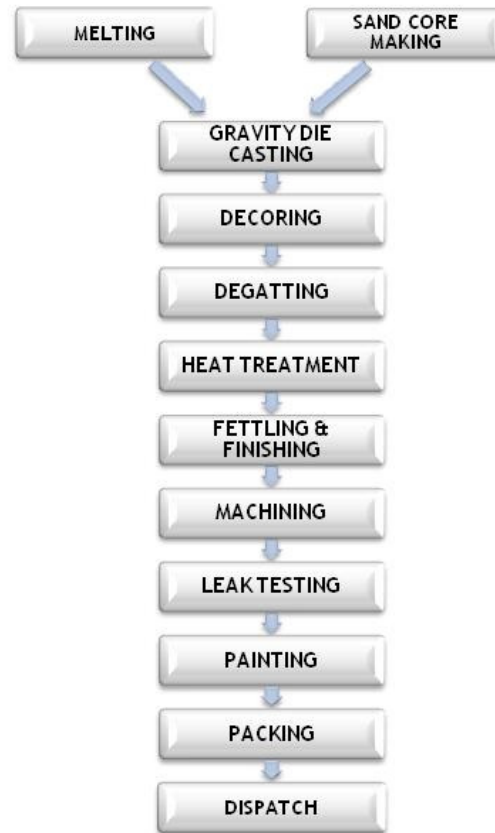 MELTING
SAND CORE
MAKING
GRAVITY DIE
CASTING
DECORING
DEGATTING
HEAT TREATMENT
FETTLING &
FINISHING
MACHINING
LEAK TESTING
PAINTING
PACKING
DISPATCH